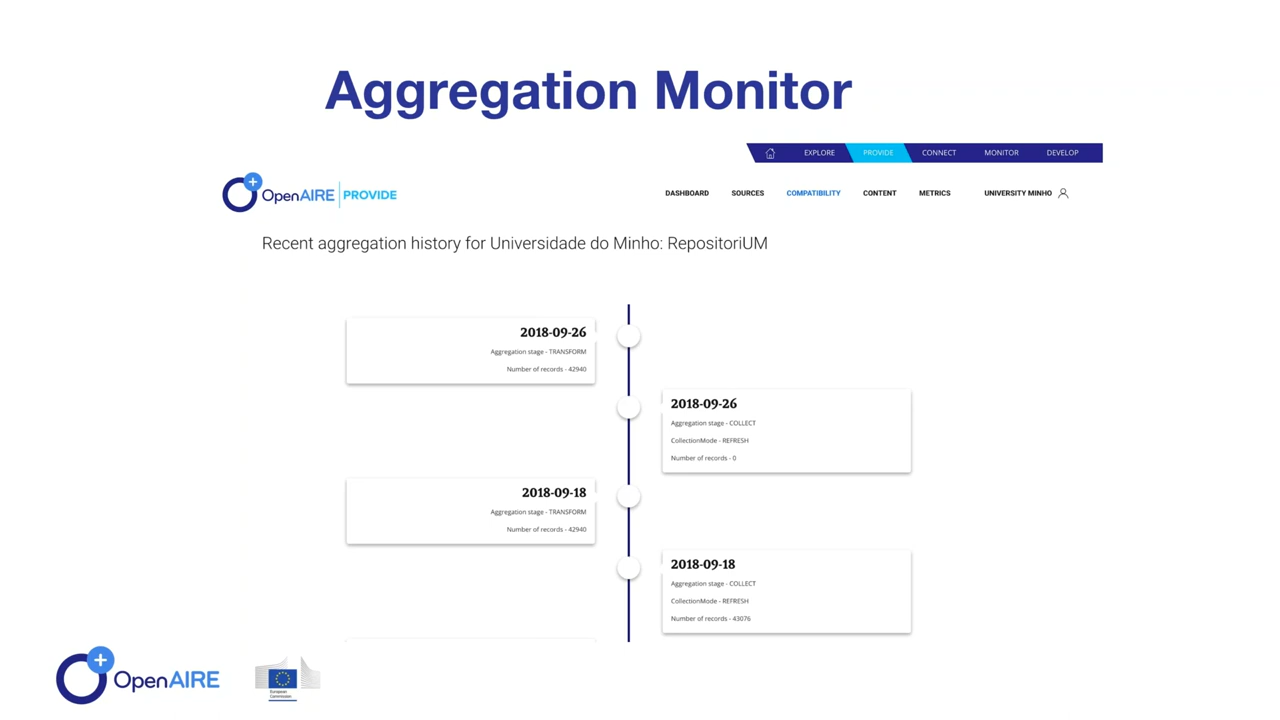 Aggregation Monitor
EXPLORE PROVIDE CONNECT MONITOR DEVELOP
OpenAIRE PROVIDE
DASHBOARD SOURCES COMPATIBILITY CONTENT METRICS UNIVERSITY MINHO
Recent aggregation history for Universidade do Minho: RepositoriUM
2018-09-26
Aggregation stage - TRANSFORM
Number of records - 42940
2018-09-26
Aggregation stage - COLLECT
CollectionMode - REFRESH
Number of records - 0
2018-09-18
Aggregation stage - TRANSFORM
Number of records - 42940
2018-09-18
Aggregation stage - COLLECT
CollectionMode - REFRESH
Number of records - 43076
OpenAIRE
European
Commission